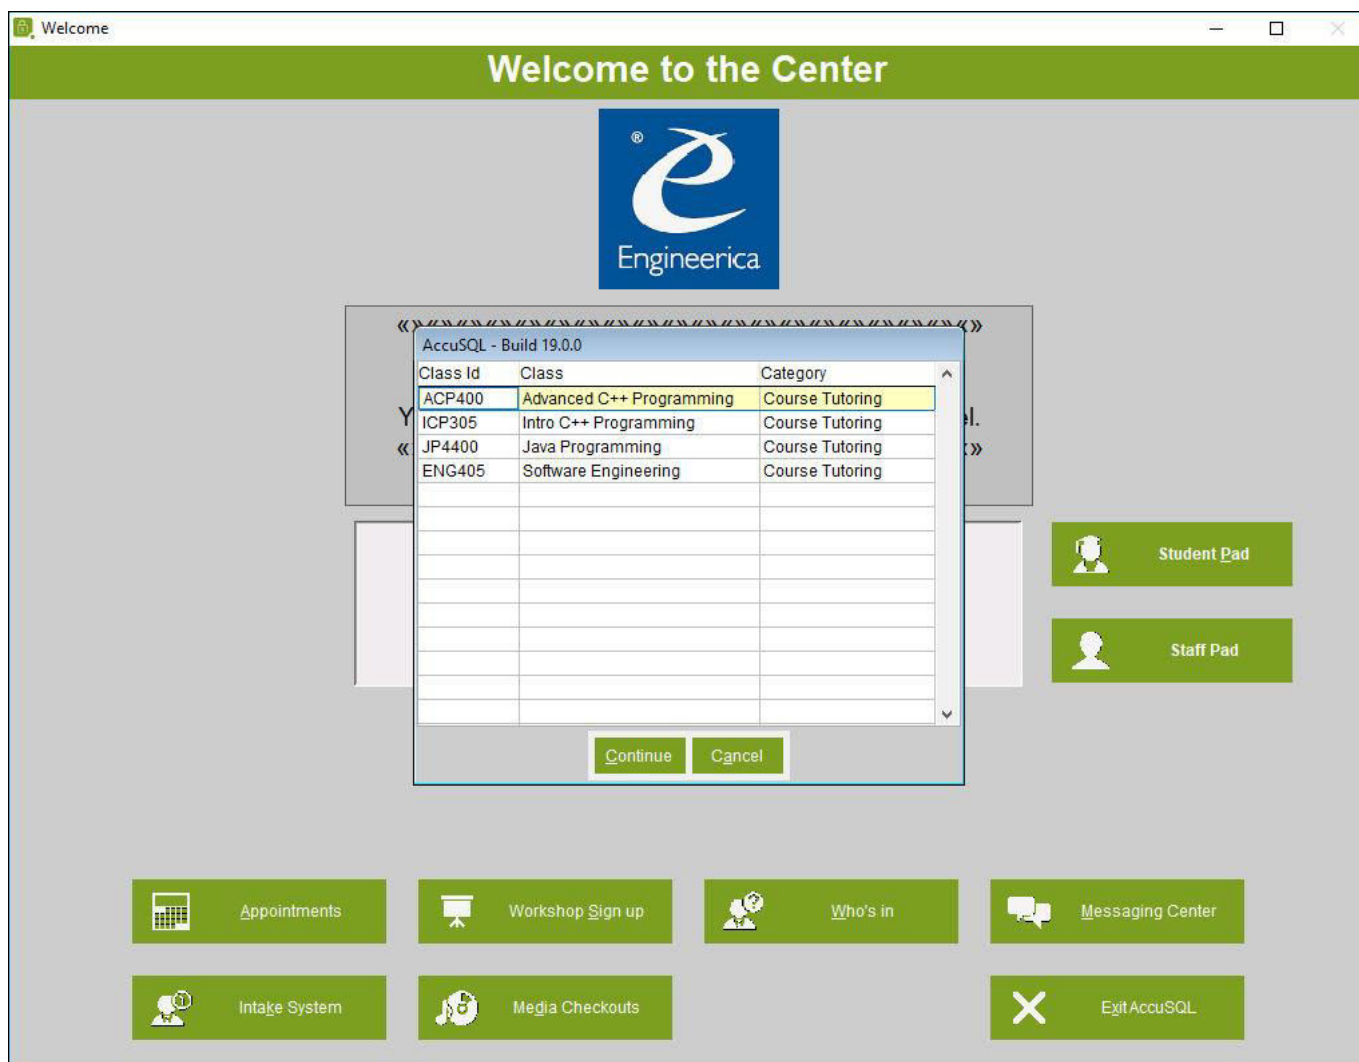 Welcome
Welcome to the Center
®
Engineerica
AccuSQL - Build 19.0.0
Class Id Class Category
ACP400 Advanced C++ Programming Course Tutoring
ICP305 Intro C++ Programming Course Tutoring
JP4400 Java Programming Course Tutoring
ENG405 Software Engineering Course Tutoring
Continue Cancel
Student Pad
Staff Pad
Appointments Workshop Sign up Who's in Messaging Center
Intake System Media Checkouts Exit AccuSQL